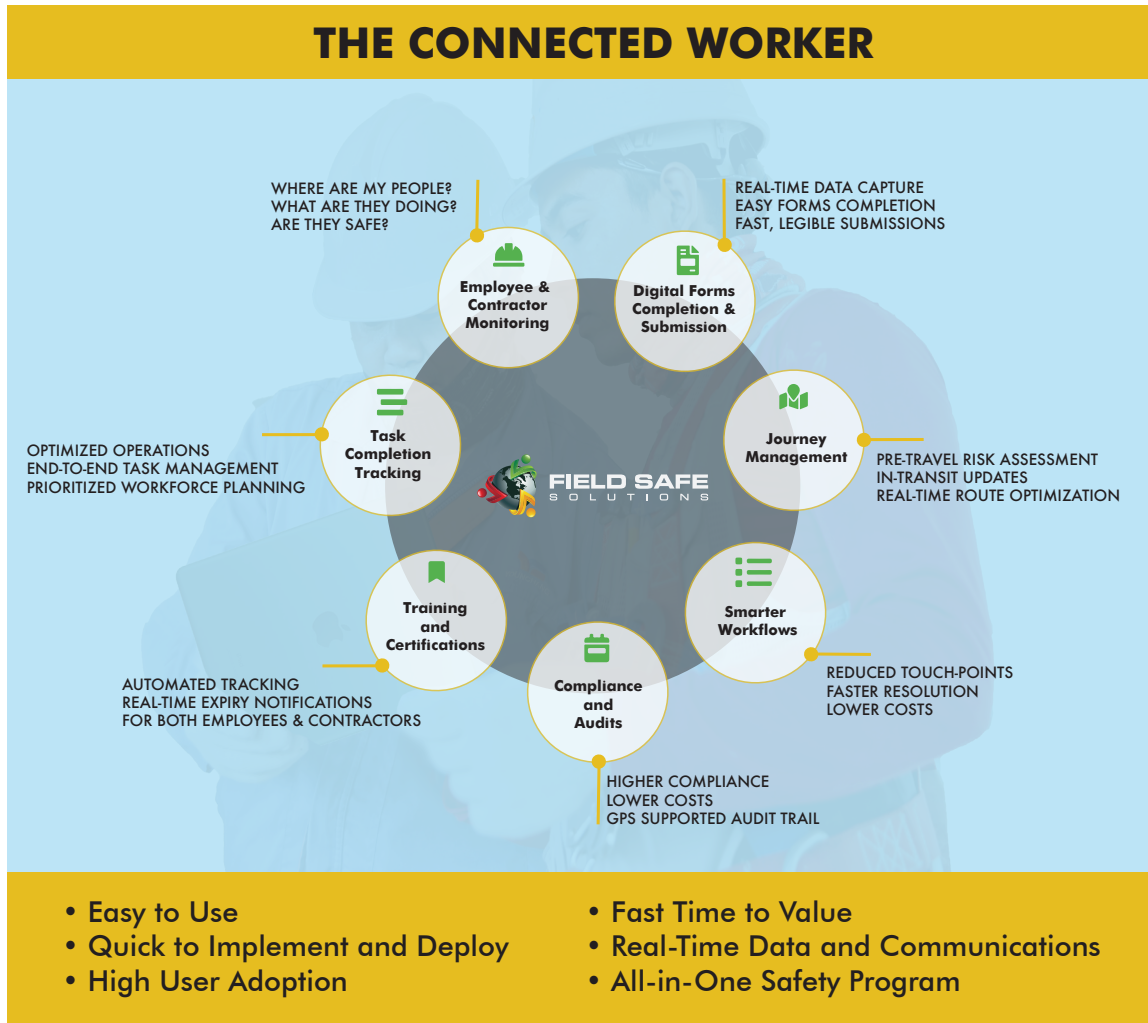 THE CONNECTED WORKER
WHERE ARE MY PEOPLE?
WHAT ARE THEY DOING?
ARE THEY SAFE?
REAL-TIME DATA CAPTURE
EASY FORMS COMPLETION
FAST, LEGIBLE SUBMISSIONS
Employee &
Contractor
Monitoring
Digital Forms
Completion &
Submission
Task
Completion
Tracking
Journey
Management
OPTIMIZED OPERATIONS
END-TO-END TASK MANAGEMENT
PRIORITIZED WORKFORCE PLANNING
PRE-TRAVEL RISK ASSESSMENT
IN-TRANSIT UPDATES
REAL-TIME ROUTE OPTIMIZATION
FIELD SAFE
SOLUTIONS
Training
and
Certifications
Smarter
Workflows
Compliance
and
Audits
AUTOMATED TRACKING
REAL-TIME EXPIRY NOTIFICATIONS
FOR BOTH EMPLOYEES & CONTRACTORS
REDUCED TOUCH-POINTS
FASTER RESOLUTION
LOWER COSTS
HIGHER COMPLIANCE
LOWER COSTS
GPS SUPPORTED AUDIT TRAIL
• Easy to Use
• Quick to Implement and Deploy
• High User Adoption
• Fast Time to Value
• Real-Time Data and Communications
• All-in-One Safety Program